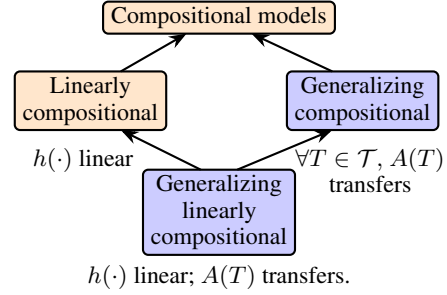 Compositional models
Linearly
compositional
Generalizing
compositional
h(·) linear
∀T ∈ 𝒯, A(T)
transfers
Generalizing
linearly
compositional
h(·) linear; A(T) transfers.